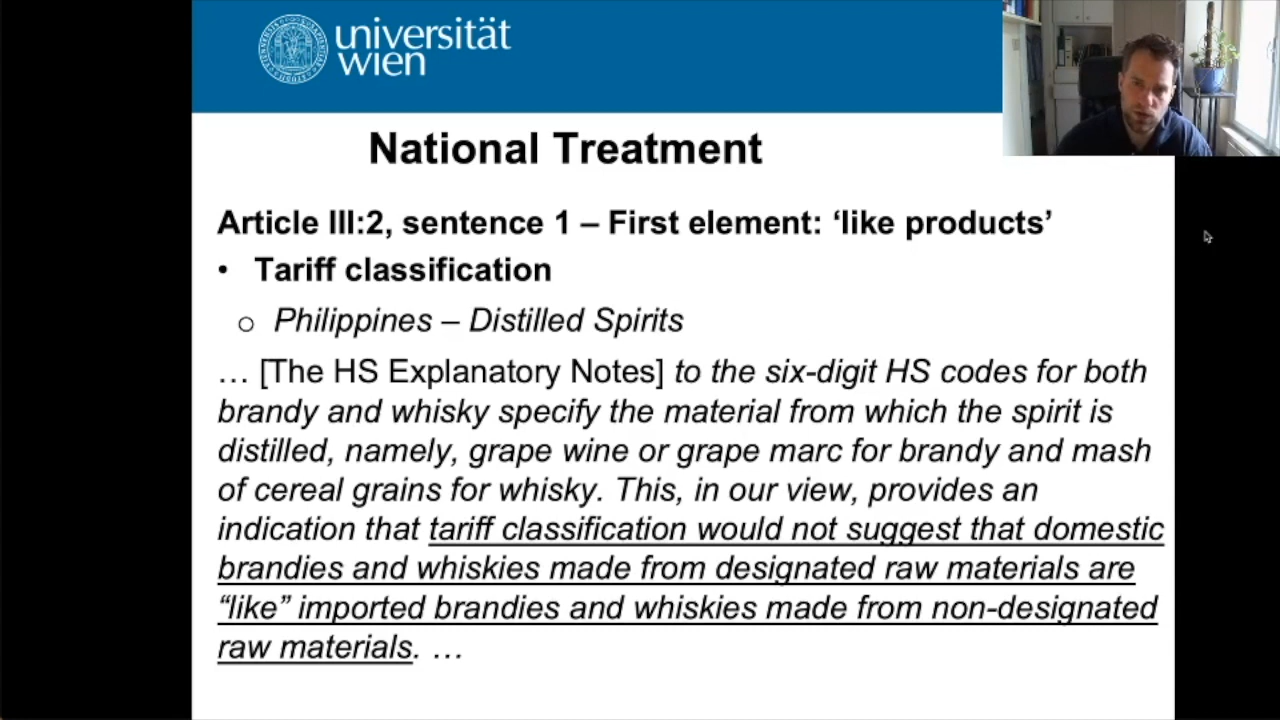 universität
wien
National Treatment
Article III:2, sentence 1 – First element: ‘like products’
• Tariff classification
o Philippines – Distilled Spirits
… [The HS Explanatory Notes] to the six-digit HS codes for both
brandy and whisky specify the material from which the spirit is
distilled, namely, grape wine or grape marc for brandy and mash
of cereal grains for whisky. This, in our view, provides an
indication that tariff classification would not suggest that domestic
brandies and whiskies made from designated raw materials are
“like” imported brandies and whiskies made from non-designated
raw materials. …